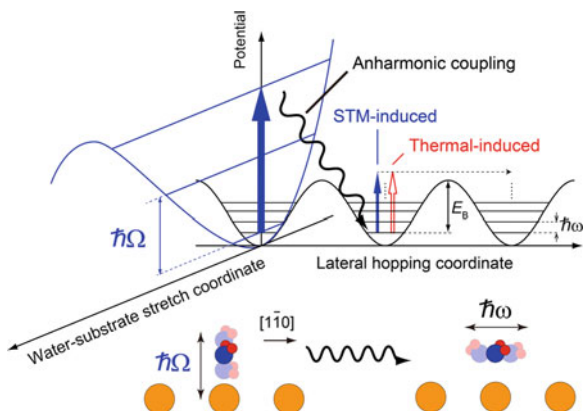 Potential
Anharmonic coupling
STM-induced
Thermal-induced
E_B
ℏΩ
ℏω
Lateral hopping coordinate
Water-substrate stretch coordinate
[11̄0]
ℏω
ℏΩ